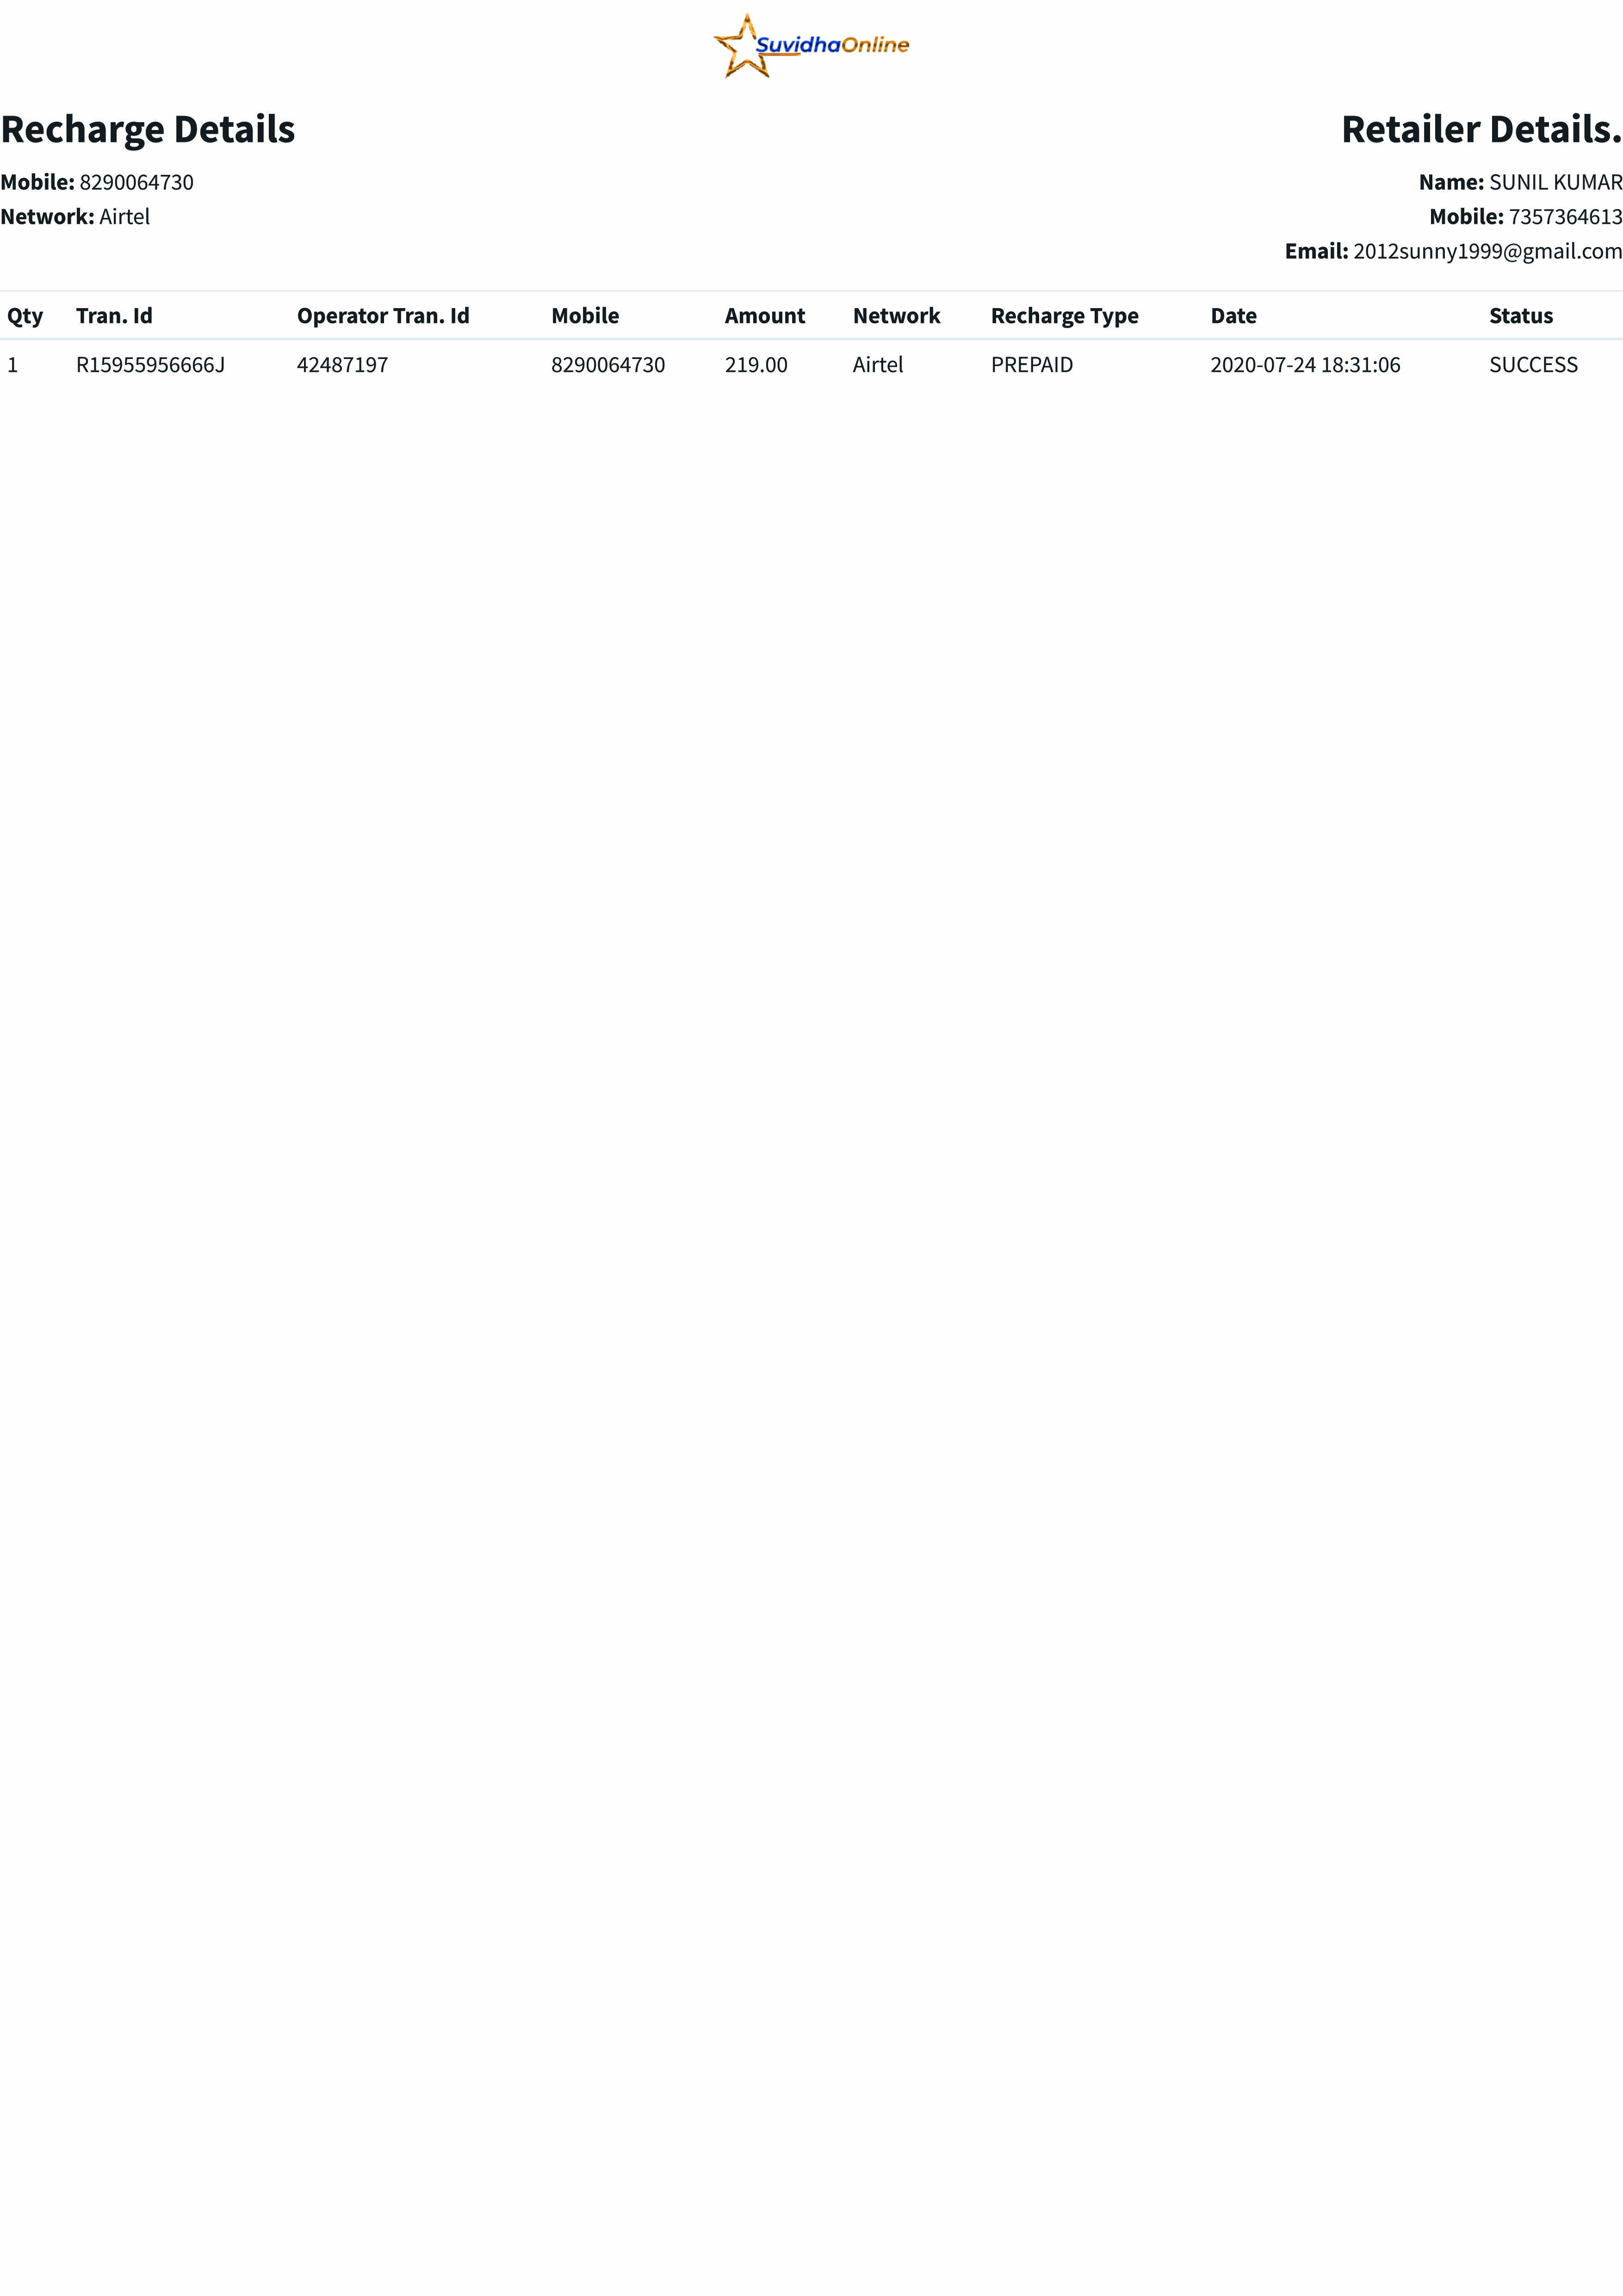 SuvidhaOnline
Recharge Details
Mobile: 8290064730
Network: Airtel
Retailer Details.
Name: SUNIL KUMAR
Mobile: 7357364613
Email: 2012sunny1999@gmail.com
Qty Tran. Id Operator Tran. Id Mobile Amount Network Recharge Type Date Status
1 R15955956666J 42487197 8290064730 219.00 Airtel PREPAID 2020-07-24 18:31:06 SUCCESS